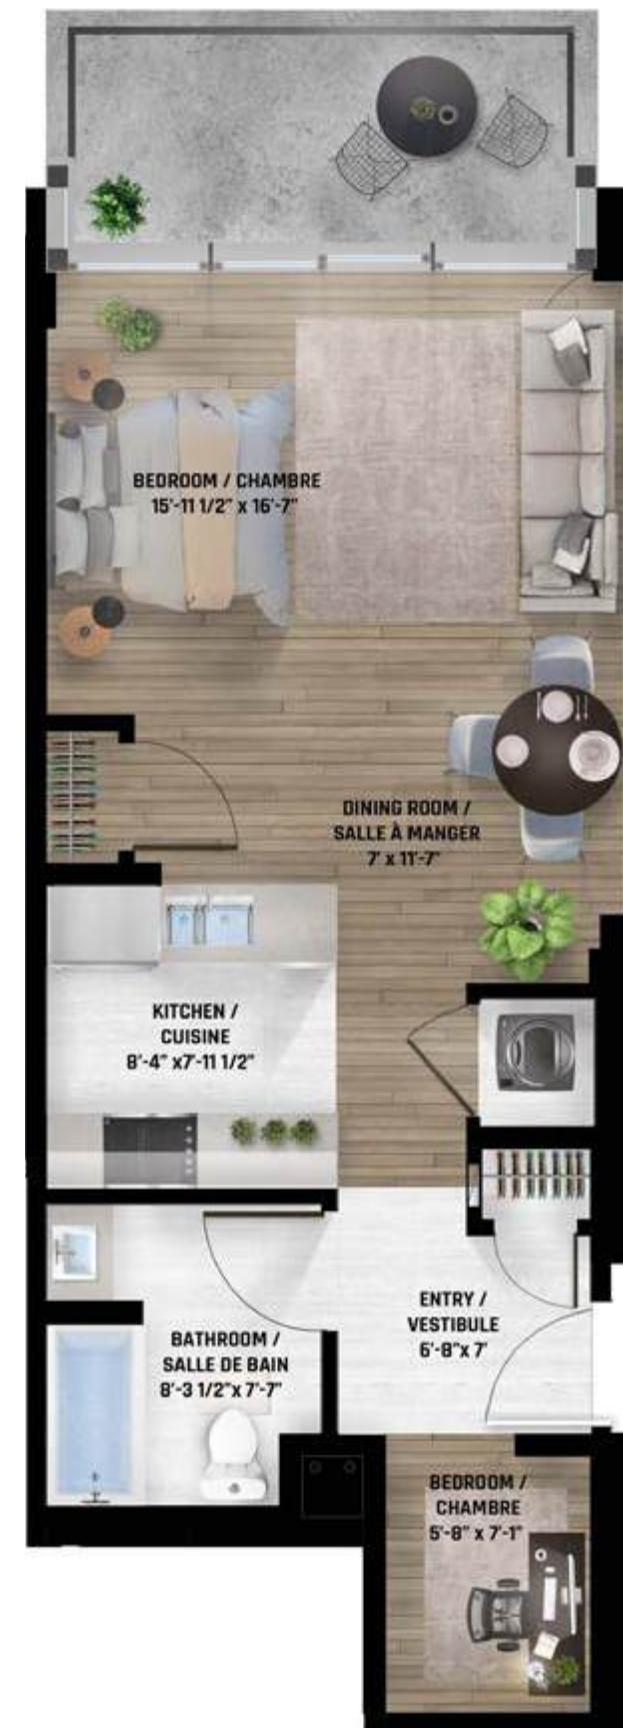 BEDROOM / CHAMBRE
15'-11 1/2" x 16'-7"
DINING ROOM /
SALLE À MANGER
7' x 11'-7"
KITCHEN /
CUISINE
8'-4" x7'-11 1/2"
ENTRY /
VESTIBULE
6'-8"x 7'
BATHROOM /
SALLE DE BAIN
8'-3 1/2"x 7'-7"
BEDROOM /
CHAMBRE
5'-8" x 7'-1"